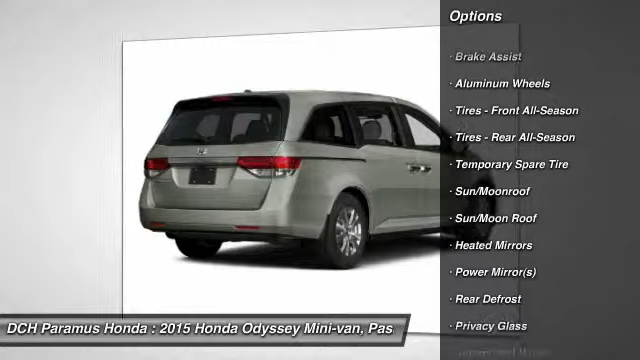 Options
· Brake Assist
· Aluminum Wheels
· Tires - Front All-Season
· Tires - Rear All-Season
· Temporary Spare Tire
· Sun/Moonroof
· Sun/Moon Roof
· Heated Mirrors
· Power Mirror(s)
· Rear Defrost
· Privacy Glass
DCH Paramus Honda : 2015 Honda Odyssey Mini-van, Pas